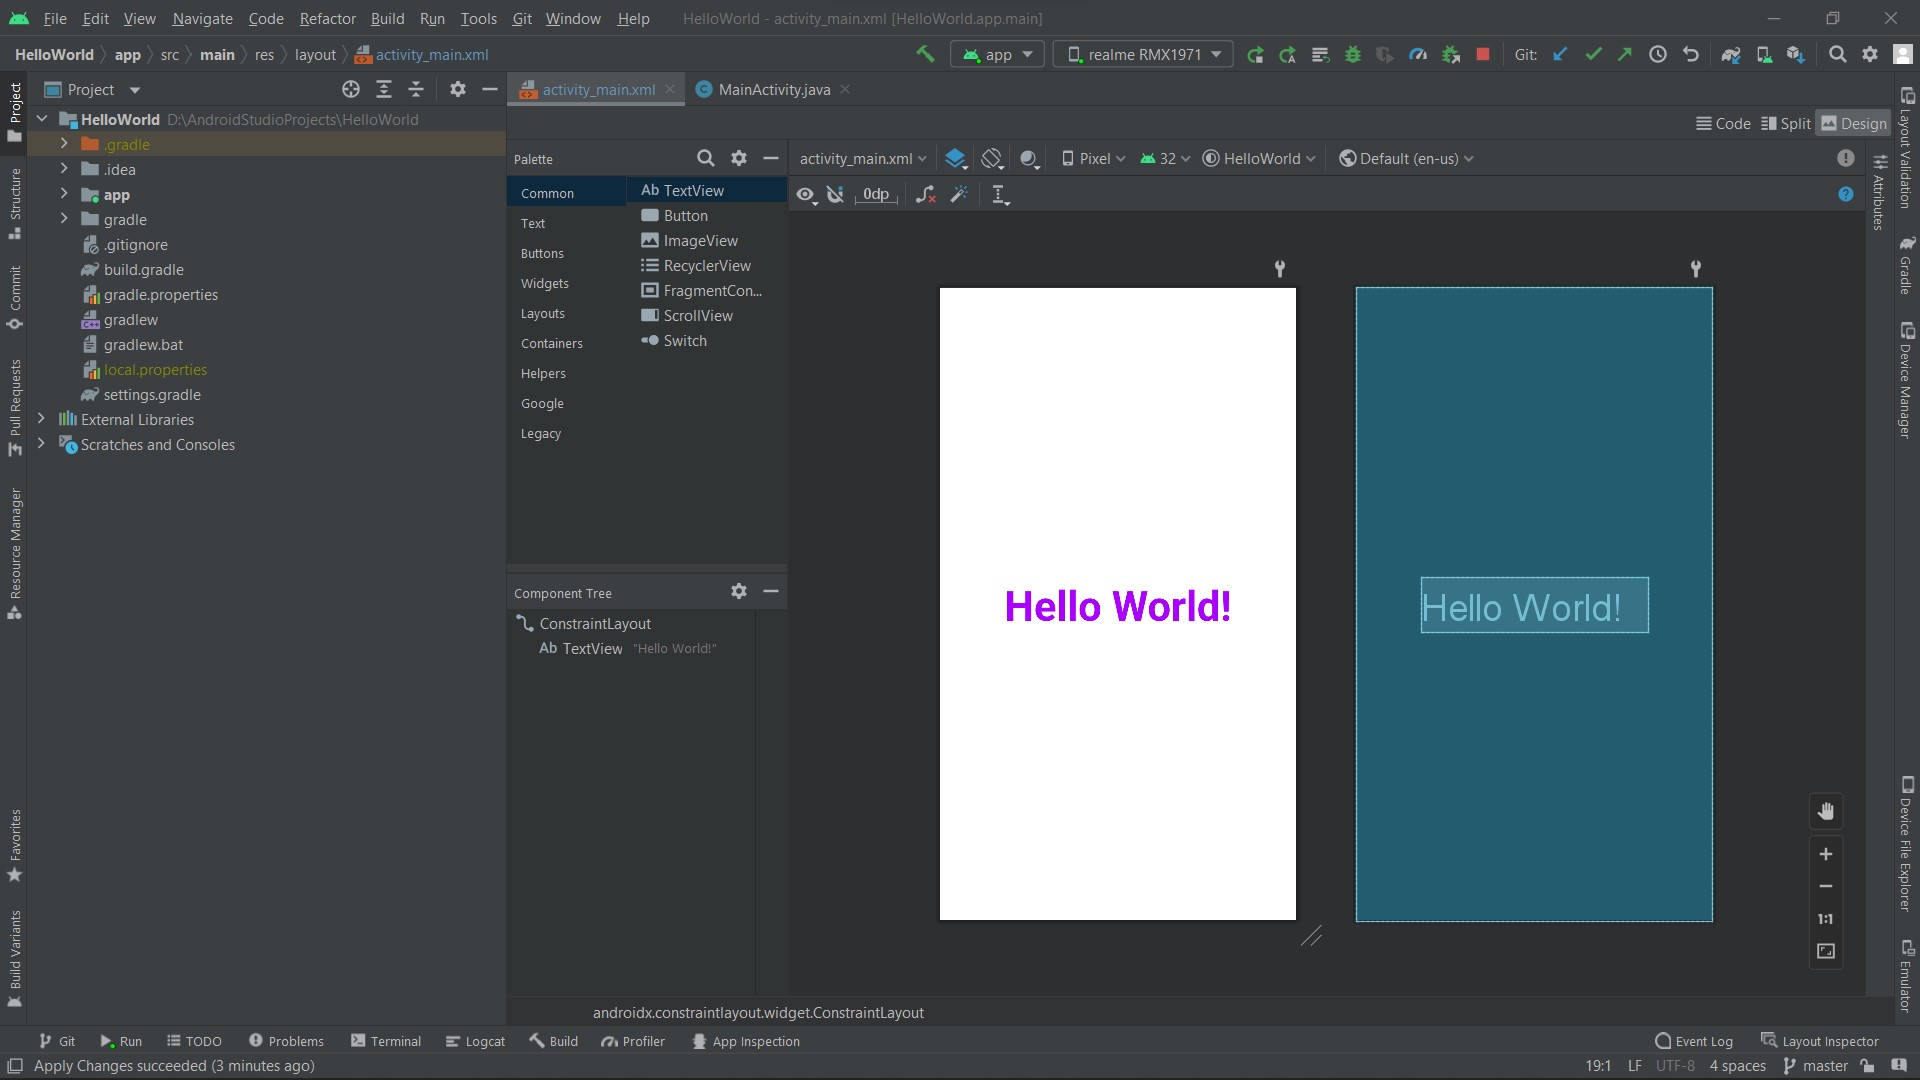 File Edit View Navigate Code Refactor Build Run Tools Git Window Help HelloWorld - activity_main.xml [HelloWorld.app.main]
HelloWorld app src main res layout activity_main.xml app realme RMX1971 Git:
Project
activity_main.xml MainActivity.java
HelloWorld D:\AndroidStudioProjects\HelloWorld
.gradle
.idea
app
gradle
.gitignore
build.gradle
gradle.properties
gradlew
gradlew.bat
local.properties
settings.gradle
External Libraries
Scratches and Consoles
Code Split Design
Palette
Common
Text
Buttons
Widgets
Layouts
Containers
Helpers
Google
Legacy
Ab TextView
Button
ImageView
RecyclerView
FragmentCon...
ScrollView
Switch
activity_main.xml Pixel 32 HelloWorld Default (en-us)
0dp
Hello World!
Hello World!
1:1
Component Tree
ConstraintLayout
Ab TextView "Hello World!"
androidx.constraintlayout.widget.ConstraintLayout
Project
Structure
Commit
Pull Requests
Resource Manager
Favorites
Build Variants
Attributes
Layout Validation
Gradle
Device Manager
Device File Explorer
Emulator
Git Run TODO Problems Terminal Logcat Build Profiler App Inspection Event Log Layout Inspector
Apply Changes succeeded (3 minutes ago) 19:1 LF UTF-8 4 spaces master